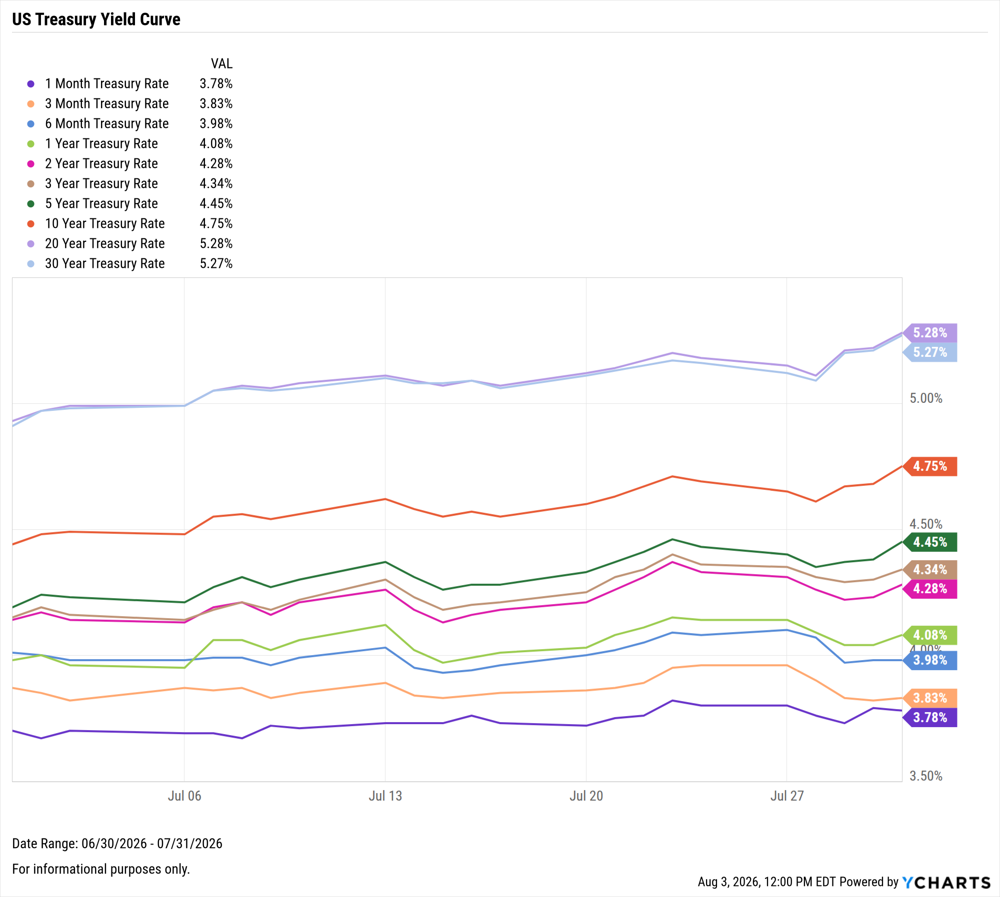 US Treasury Yield Curve
VAL
1 Month Treasury Rate 3.78%
3 Month Treasury Rate 3.83%
6 Month Treasury Rate 3.98%
1 Year Treasury Rate 4.08%
2 Year Treasury Rate 4.28%
3 Year Treasury Rate 4.34%
5 Year Treasury Rate 4.45%
10 Year Treasury Rate 4.75%
20 Year Treasury Rate 5.28%
30 Year Treasury Rate 5.27%
5.28%
5.27%
5.00%
4.75%
4.50%
4.45%
4.34%
4.28%
4.08%
4.00%
3.98%
3.83%
3.78%
3.50%
Jul 06 Jul 13 Jul 20 Jul 27
Date Range: 06/30/2026 - 07/31/2026
For informational purposes only.
Aug 3, 2026, 12:00 PM EDT Powered by YCHARTS